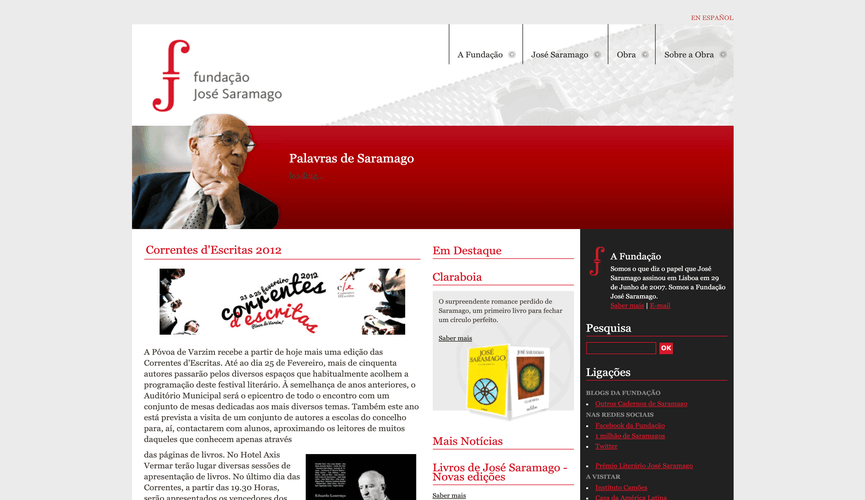 EN ESPAÑOL
fundação
José Saramago
A Fundação
José Saramago
Obra
Sobre a Obra
Palavras de Saramago
Correntes d'Escritas 2012
23 a 25 fevereiro 2012
correntes
d'escritas
Póvoa de Varzim
A Póvoa de Varzim recebe a partir de hoje mais uma edição das
Correntes d'Escritas. Até ao dia 25 de Fevereiro, mais de cinquenta
autores passarão pelos diversos espaços que habitualmente acolhem a
programação deste festival literário. À semelhança de anos anteriores, o
Auditório Municipal será o epicentro de todo o encontro com um
conjunto de mesas dedicadas aos mais diversos temas. Também este ano
está prevista a visita de um conjunto de autores a escolas do concelho
para, aí, contactarem com alunos, aproximando os leitores de muitos
daqueles que conhecem apenas através
das páginas de livros. No Hotel Axis
Vermar terão lugar diversas sessões de
apresentação de livros. No último dia das
Correntes, a partir das 19.30 Horas,
serão apresentados os vencedores dos
Eduardo Lourenço
Em Destaque
Claraboia
O surpreendente romance perdido de
Saramago, um primeiro livro para fechar
um círculo perfeito.
Saber mais
JOSÉ
SARAMAGO
JOSÉ
SARAMAGO
Mais Notícias
Livros de José Saramago -
Novas edições
Saber mais
A Fundação
Somos o que diz o papel que José
Saramago assinou em Lisboa em 29
de Junho de 2007. Somos a Fundação
José Saramago.
Saber mais | E-mail
Pesquisa
OK
Ligações
BLOGS DA FUNDAÇÃO
Outros Cadernos de Saramago
NAS REDES SOCIAIS
Facebook da Fundação
1 milhão de Saramagos
Twitter
Prémio Literário José Saramago
A VISITAR
Instituto Camões
Casa da América Latina